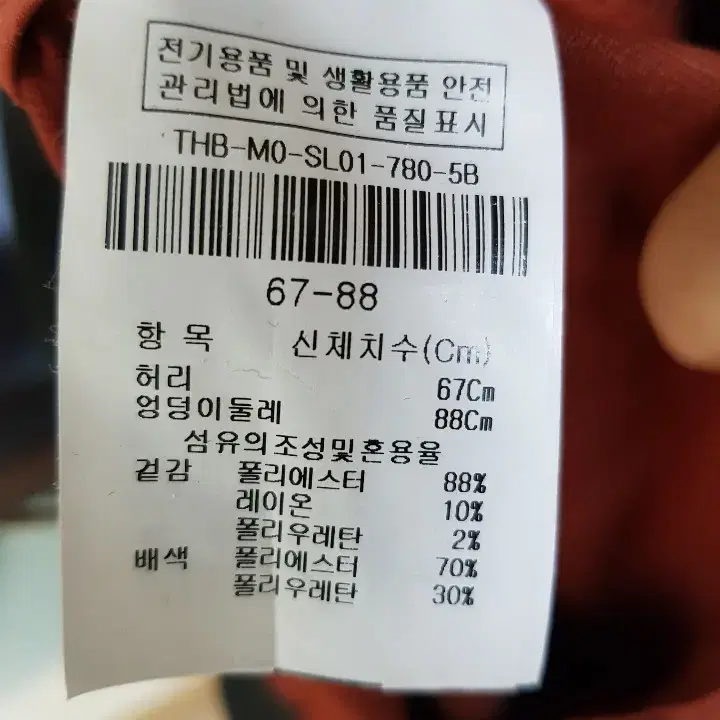 전기용품 및 생활용품 안전
관리법에 의한 품질표시
THB-MO-SL01-780-5B
67-88
항 목 신체치수(Cm)
허리 67Cm
엉덩이둘레 88Cm
섬유의조성및혼용율
겉감 폴리에스터 88%
레이온 10%
폴리우레탄 2%
배색 폴리에스터 70%
폴리우레탄 30%